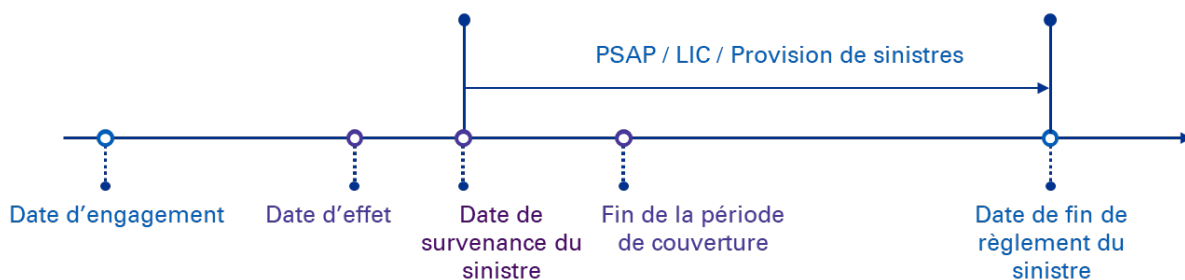 PSAP / LIC / Provision de sinistres
Date d’engagement
Date d’effet
Date de
survenance du
sinistre
Fin de la période
de couverture
Date de fin de
règlement du
sinistre